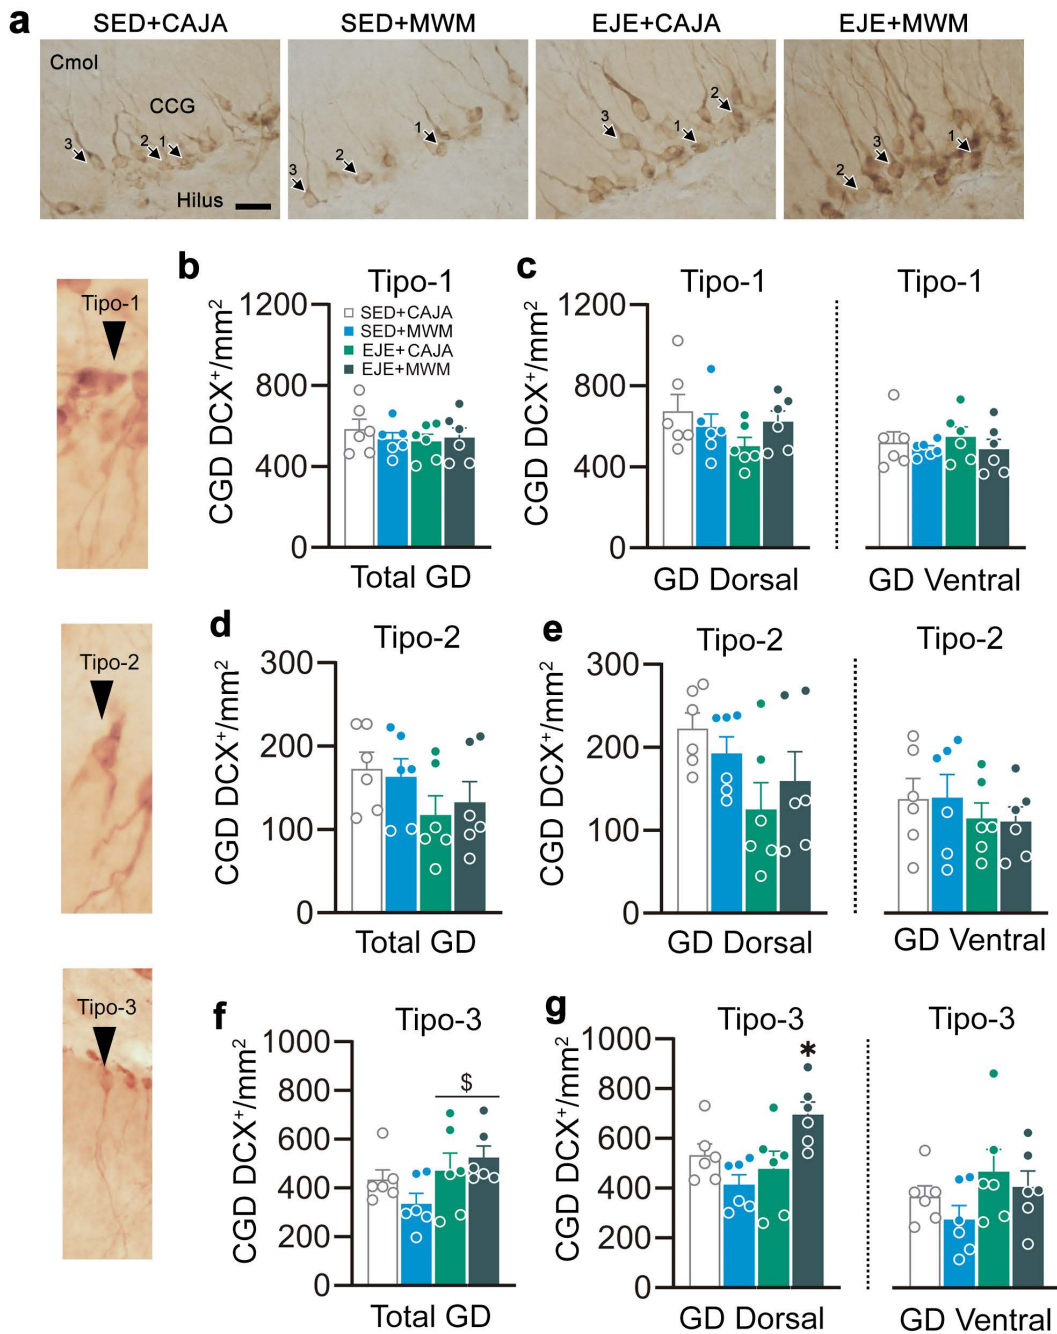 a
SED+CAJA SED+MWM EJE+CAJA EJE+MWM
Cmol
CCG
Hilus
3 2 1
3 2 1
3 1 2
2 3 1
Tipo-1
b
Tipo-1
CGD DCX⁺/mm²
1200
800
400
0
SED+CAJA
SED+MWM
EJE+CAJA
EJE+MWM
Total GD
c
Tipo-1 Tipo-1
CGD DCX⁺/mm²
1200
800
400
0
GD Dorsal GD Ventral
Tipo-2
d
Tipo-2
CGD DCX⁺/mm²
300
200
100
0
Total GD
e
Tipo-2 Tipo-2
CGD DCX⁺/mm²
300
200
100
0
GD Dorsal GD Ventral
Tipo-3
f
Tipo-3
CGD DCX⁺/mm²
1000
800
600
400
200
0
$
Total GD
g
Tipo-3 Tipo-3
CGD DCX⁺/mm²
1000
800
600
400
200
0
*
GD Dorsal GD Ventral